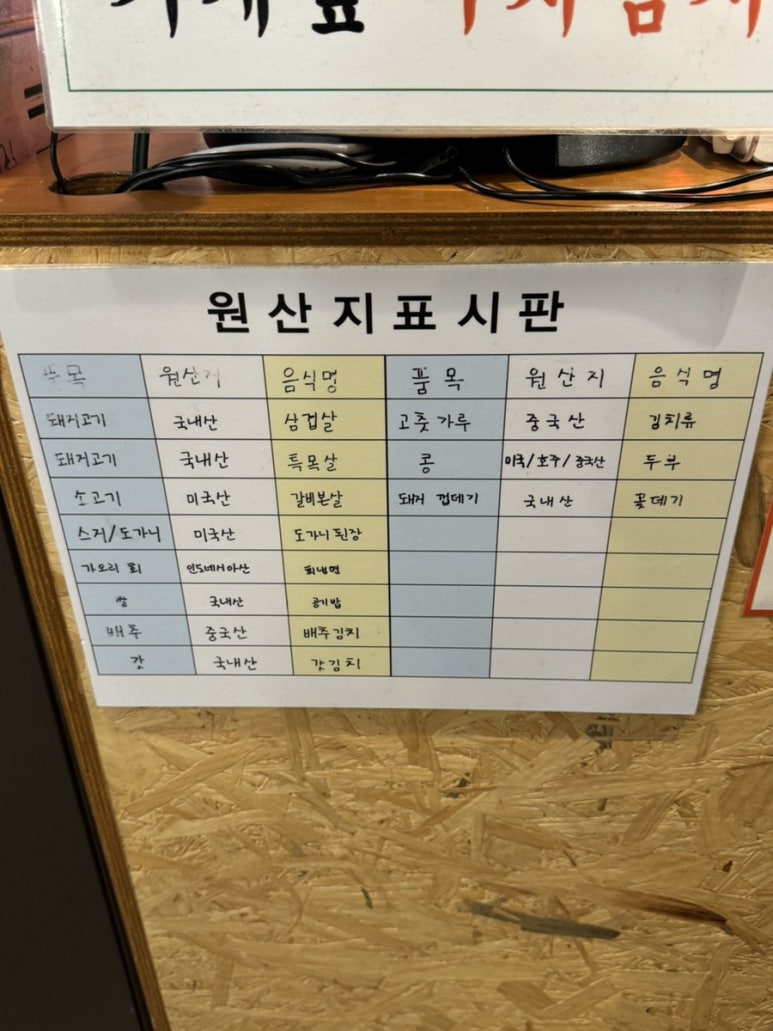 원산지표시판
품목 원산지 음식명 품목 원산지 음식명
돼지고기 국내산 삼겹살 고춧가루 중국산 김치류
돼지고기 국내산 특목살 콩 미국/호주/중국산 두부
소고기 미국산 갈비본살 돼지 껍데기 국내산 꽃데기
스지/도가니 미국산 도가니 된장
가오리 회 인도네시아산 회냉면
쌀 국내산 공기밥
배추 중국산 배추김치
갓 국내산 갓김치